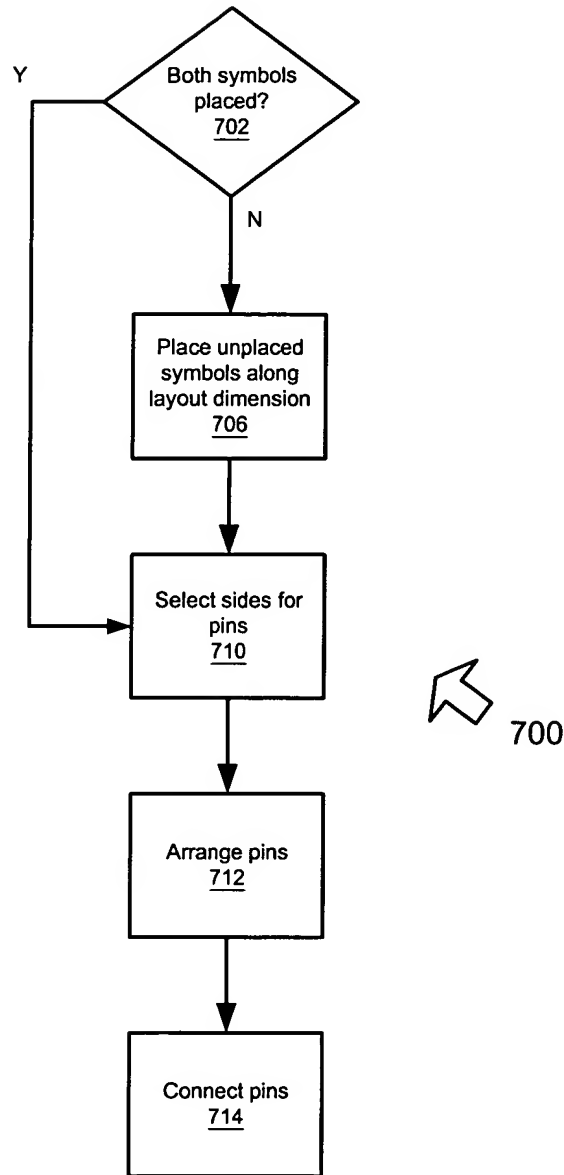 Y
Both symbols
placed?
702
N
Place unplaced
symbols along
layout dimension
706
Select sides for
pins
710
700
Arrange pins
712
Connect pins
714